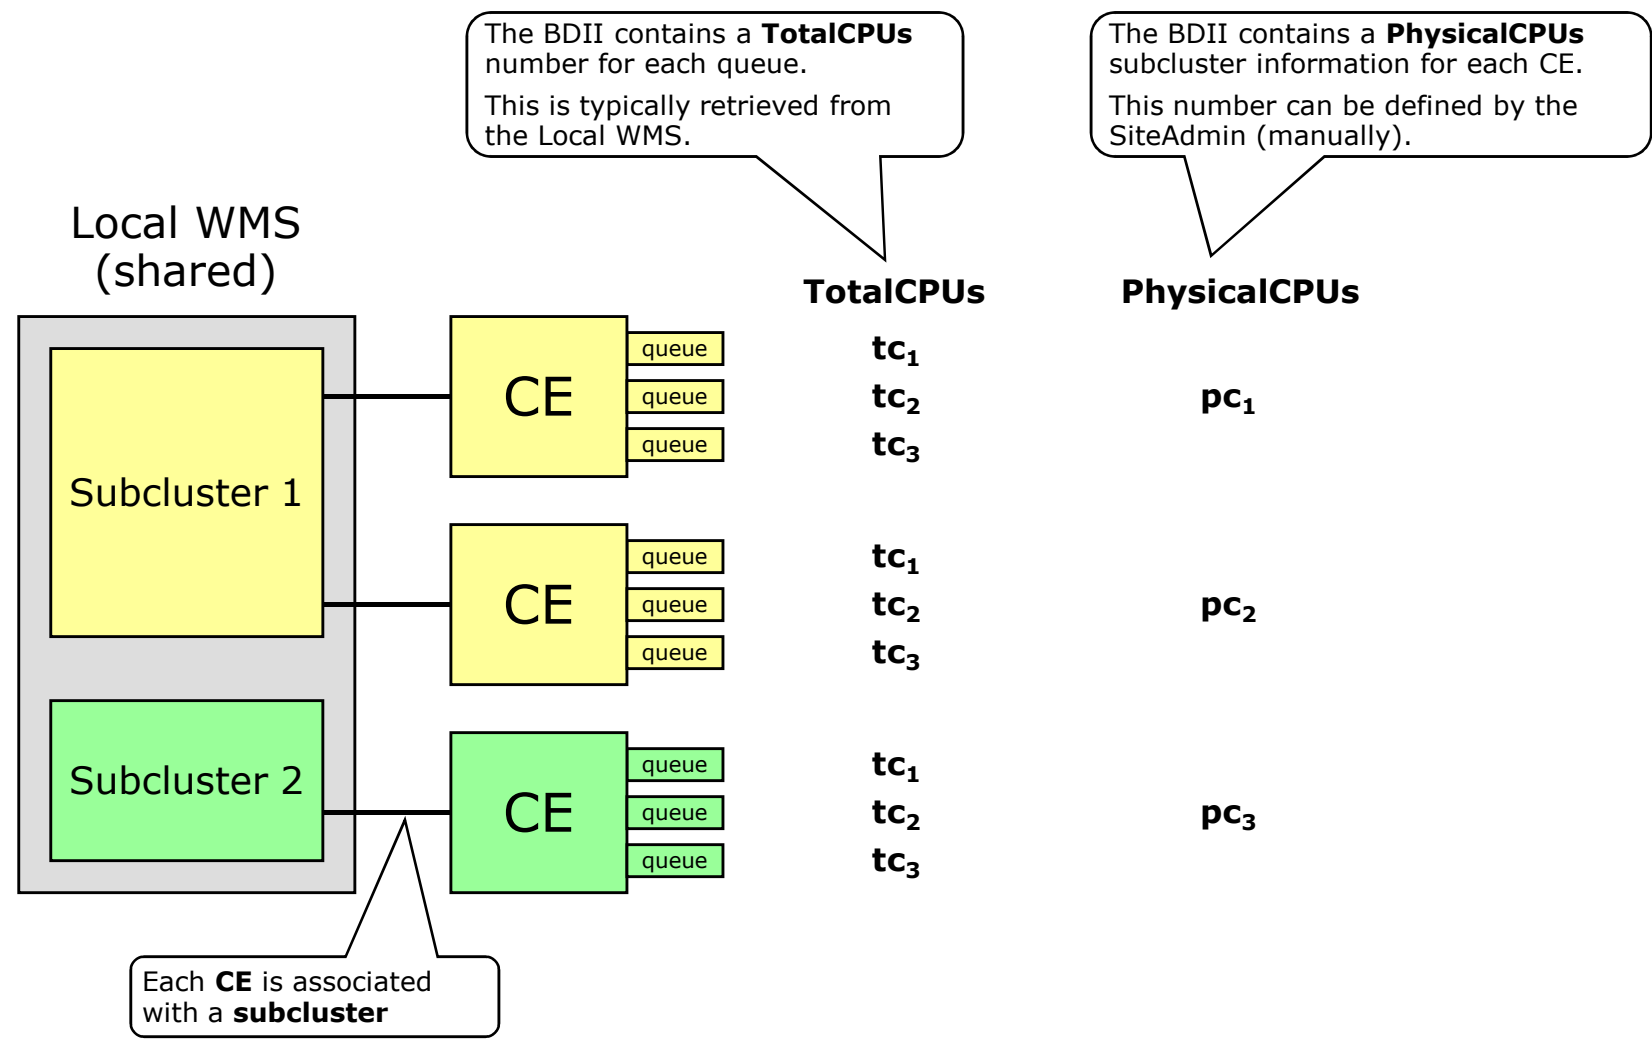 The BDII contains a TotalCPUs
number for each queue.
This is typically retrieved from
the Local WMS.
The BDII contains a PhysicalCPUs
subcluster information for each CE.
This number can be defined by the
SiteAdmin (manually).
Local WMS
(shared)
TotalCPUs
PhysicalCPUs
Subcluster 1
CE
queue
queue
queue
tc₁
tc₂
tc₃
pc₁
CE
queue
queue
queue
tc₁
tc₂
tc₃
pc₂
Subcluster 2
CE
queue
queue
queue
tc₁
tc₂
tc₃
pc₃
Each CE is associated
with a subcluster